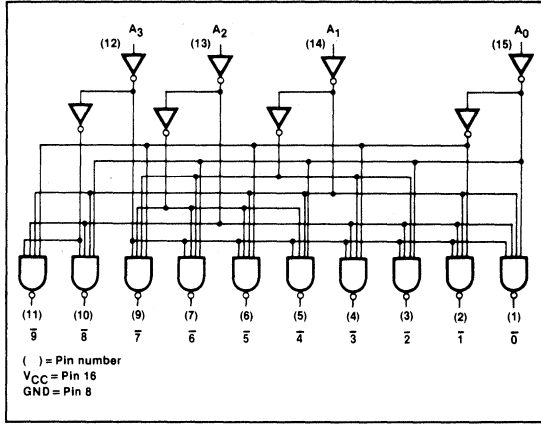 A3 A2 A1 A0
(12) (13) (14) (15)
(11) (10) (9) (7) (6) (5) (4) (3) (2) (1)
9̅ 8̅ 7̅ 6̅ 5̅ 4̅ 3̅ 2̅ 1̅ 0̅
( ) = Pin number
VCC = Pin 16
GND = Pin 8